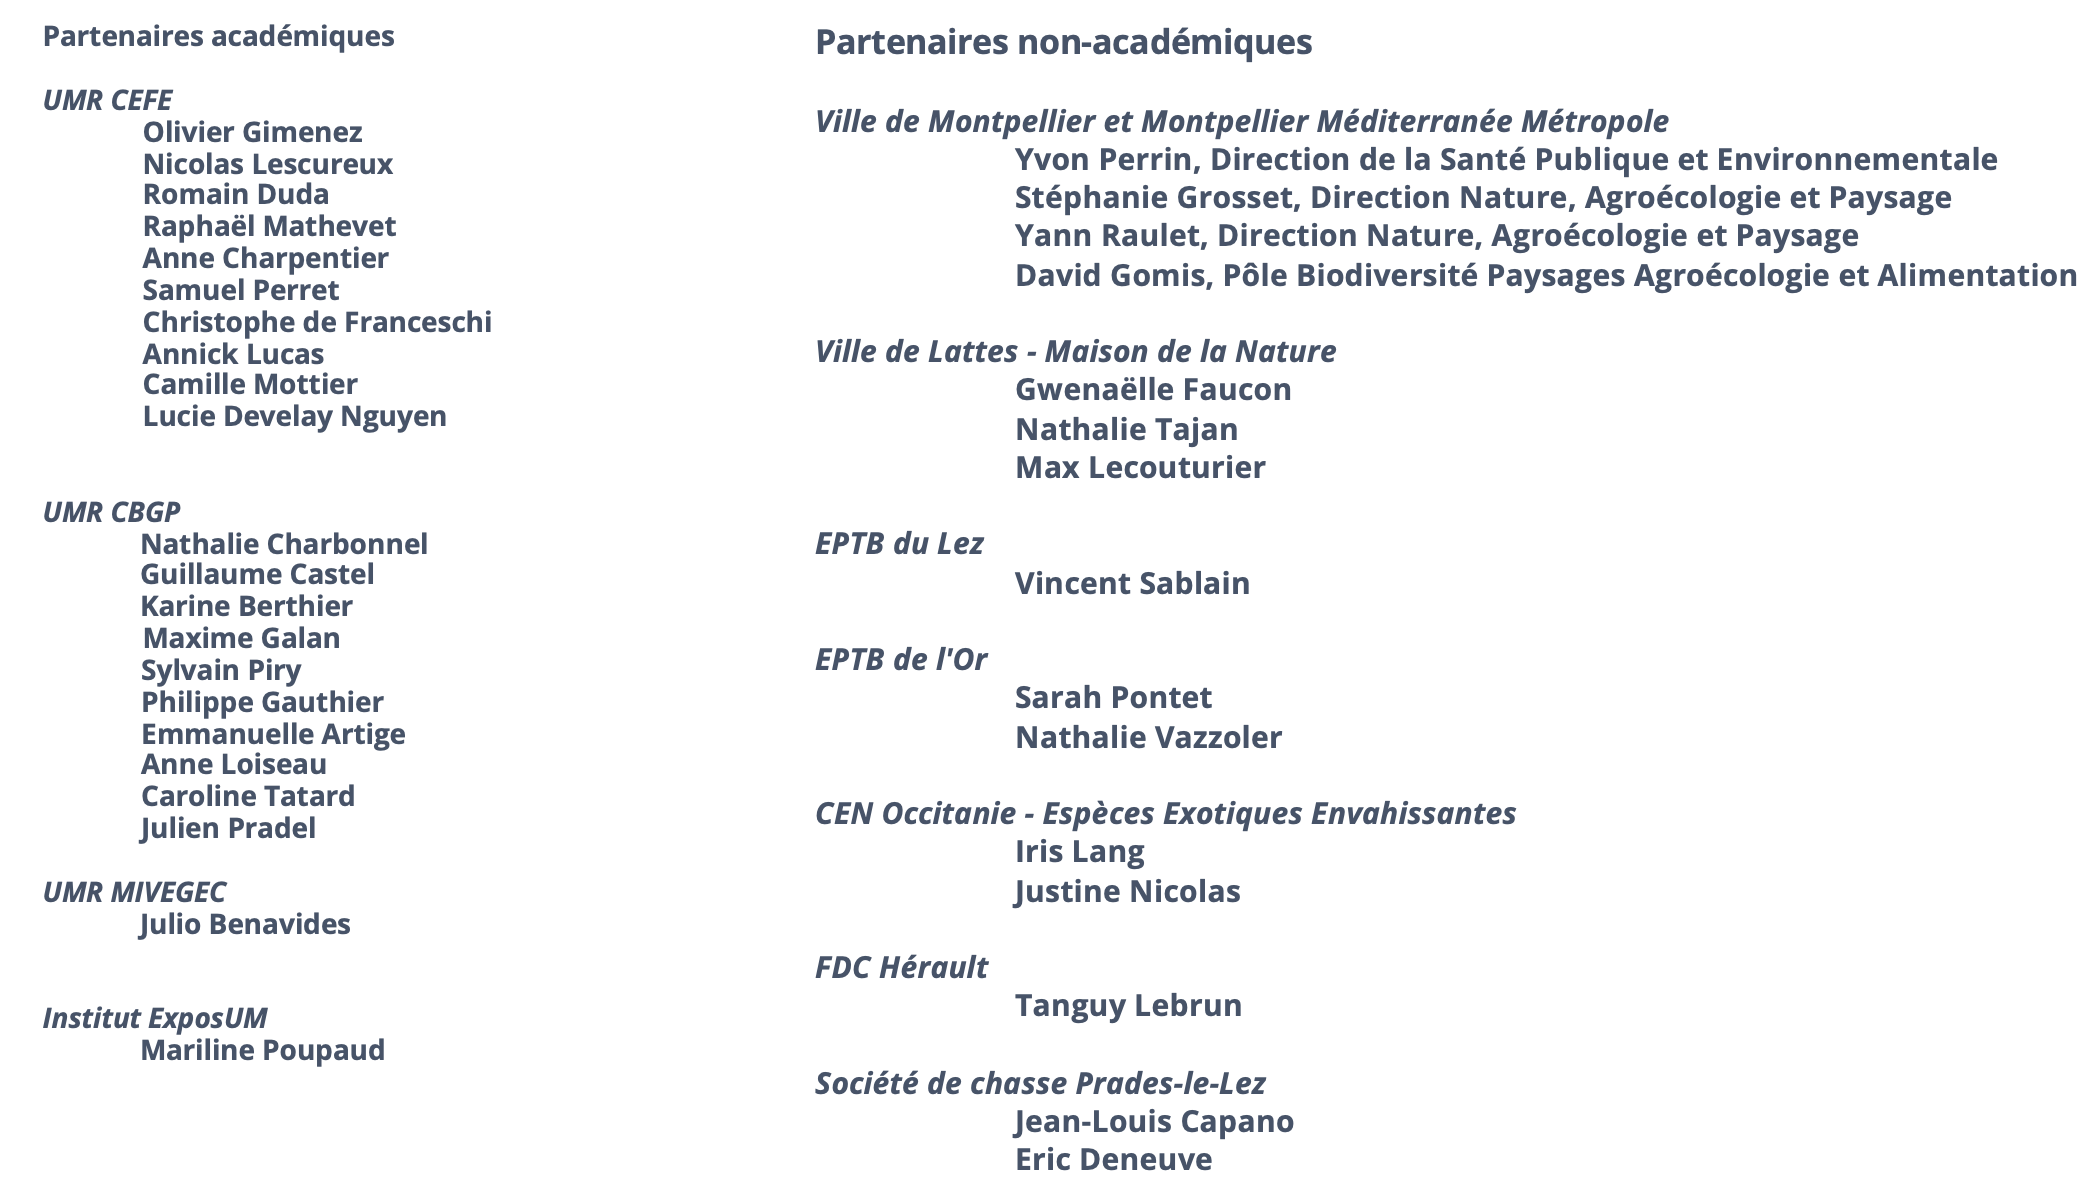 Partenaires académiques
UMR CEFE
Olivier Gimenez
Nicolas Lescureux
Romain Duda
Raphaël Mathevet
Anne Charpentier
Samuel Perret
Christophe de Franceschi
Annick Lucas
Camille Mottier
Lucie Develay Nguyen
UMR CBGP
Nathalie Charbonnel
Guillaume Castel
Karine Berthier
Maxime Galan
Sylvain Piry
Philippe Gauthier
Emmanuelle Artige
Anne Loiseau
Caroline Tatard
Julien Pradel
UMR MIVEGEC
Julio Benavides
Institut ExposUM
Mariline Poupaud
Partenaires non-académiques
Ville de Montpellier et Montpellier Méditerranée Métropole
Yvon Perrin, Direction de la Santé Publique et Environnementale
Stéphanie Grosset, Direction Nature, Agroécologie et Paysage
Yann Raulet, Direction Nature, Agroécologie et Paysage
David Gomis, Pôle Biodiversité Paysages Agroécologie et Alimentation
Ville de Lattes - Maison de la Nature
Gwenaëlle Faucon
Nathalie Tajan
Max Lecouturier
EPTB du Lez
Vincent Sablain
EPTB de l'Or
Sarah Pontet
Nathalie Vazzoler
CEN Occitanie - Espèces Exotiques Envahissantes
Iris Lang
Justine Nicolas
FDC Hérault
Tanguy Lebrun
Société de chasse Prades-le-Lez
Jean-Louis Capano
Eric Deneuve